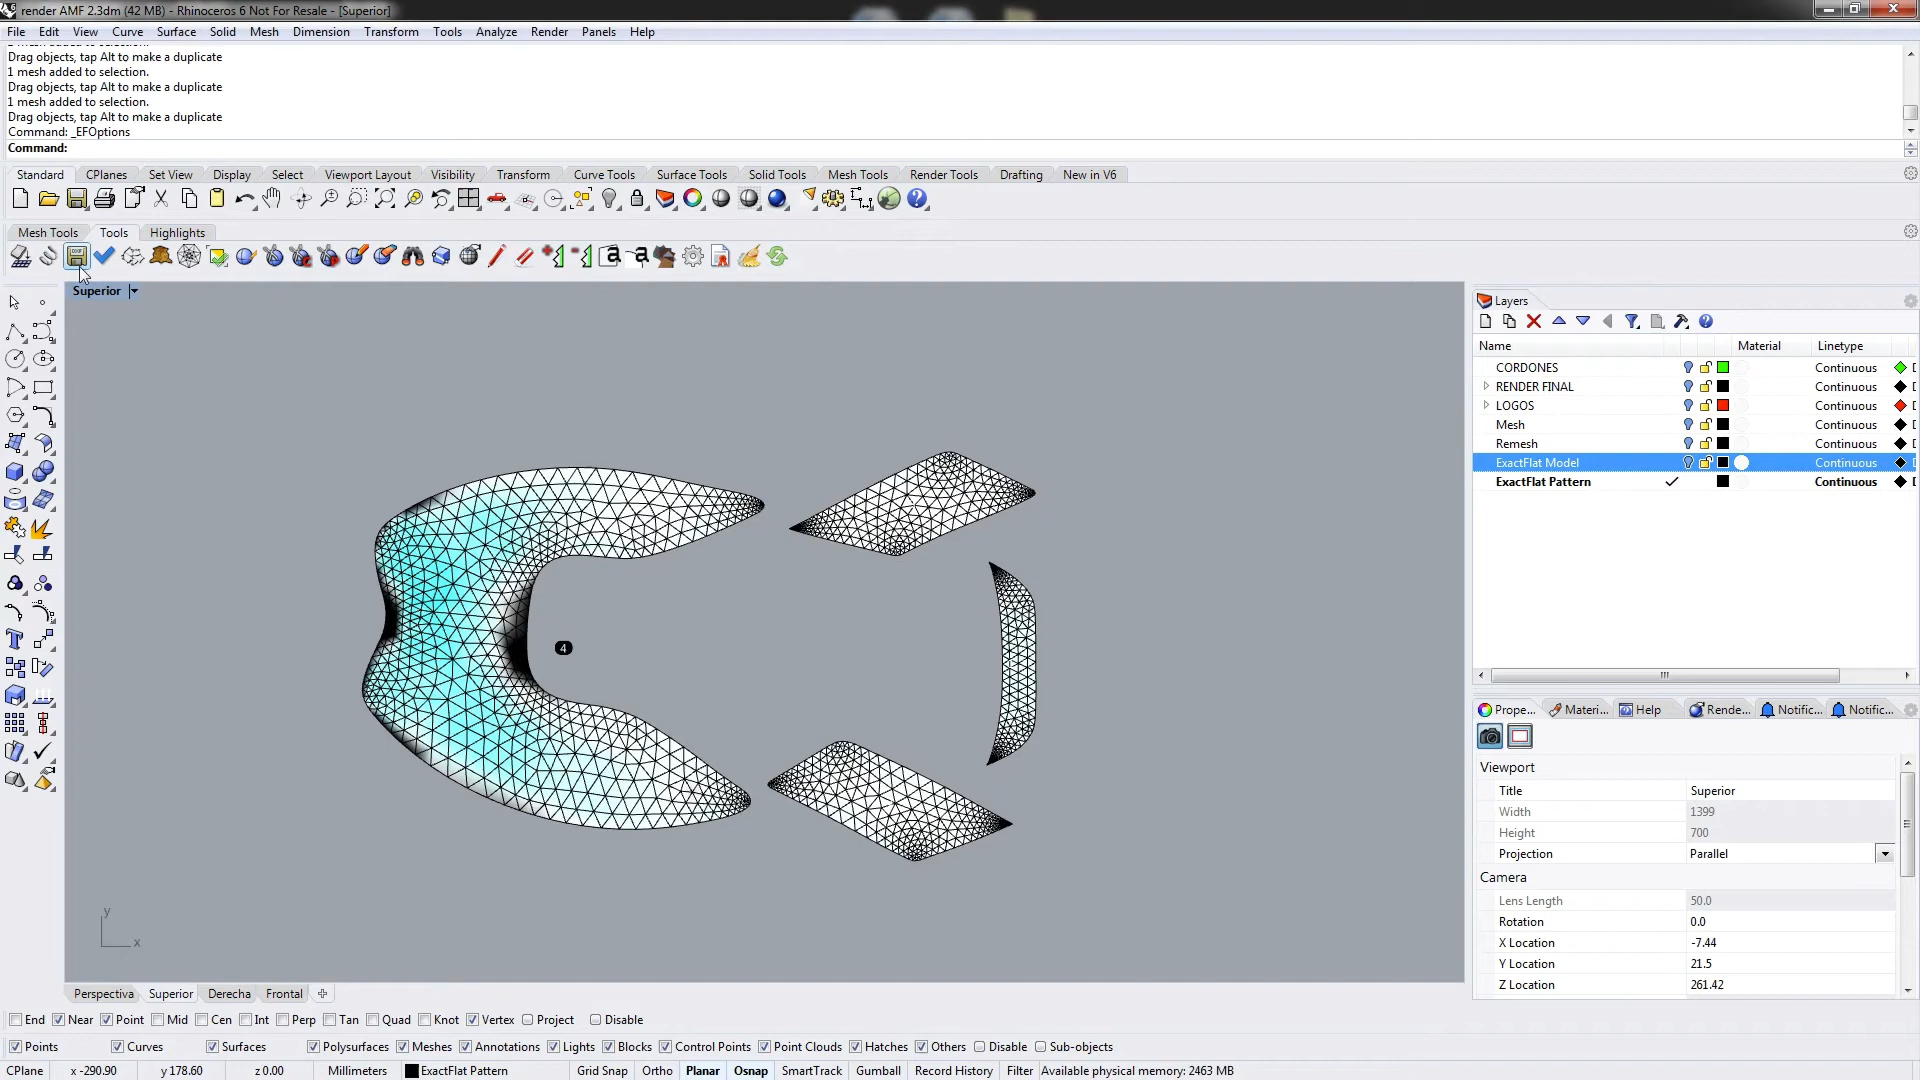 render AMF 2.3dm (42 MB) - Rhinoceros 6 Not For Resale - [Superior]
File Edit View Curve Surface Solid Mesh Dimension Transform Tools Analyze Render Panels Help
Drag objects, tap Alt to make a duplicate
1 mesh added to selection.
Drag objects, tap Alt to make a duplicate
1 mesh added to selection.
Drag objects, tap Alt to make a duplicate
Command: _EFOptions
Command:
Standard CPlanes Set View Display Select Viewport Layout Visibility Transform Curve Tools Surface Tools Solid Tools Mesh Tools Render Tools Drafting New in V6
Mesh Tools Tools Highlights
Superior
Layers
Name Material Linetype
CORDONES Continuous
RENDER FINAL Continuous
LOGOS Continuous
Mesh Continuous
Remesh Continuous
ExactFlat Model Continuous
ExactFlat Pattern Continuous
4
Prope... Materi... Help Rende... Notific... Notific...
Viewport
Title Superior
Width 1399
Height 700
Projection Parallel
Camera
Lens Length 50.0
Rotation 0.0
X Location -7.44
Y Location 21.5
Z Location 261.42
y
x
Perspectiva Superior Derecha Frontal
End Near Point Mid Cen Int Perp Tan Quad Knot Vertex Project Disable
Points Curves Surfaces Polysurfaces Meshes Annotations Lights Blocks Control Points Point Clouds Hatches Others Disable Sub-objects
CPlane x -290.90 y 178.60 z 0.00 Millimeters ExactFlat Pattern Grid Snap Ortho Planar Osnap SmartTrack Gumball Record History Filter Available physical memory: 2463 MB